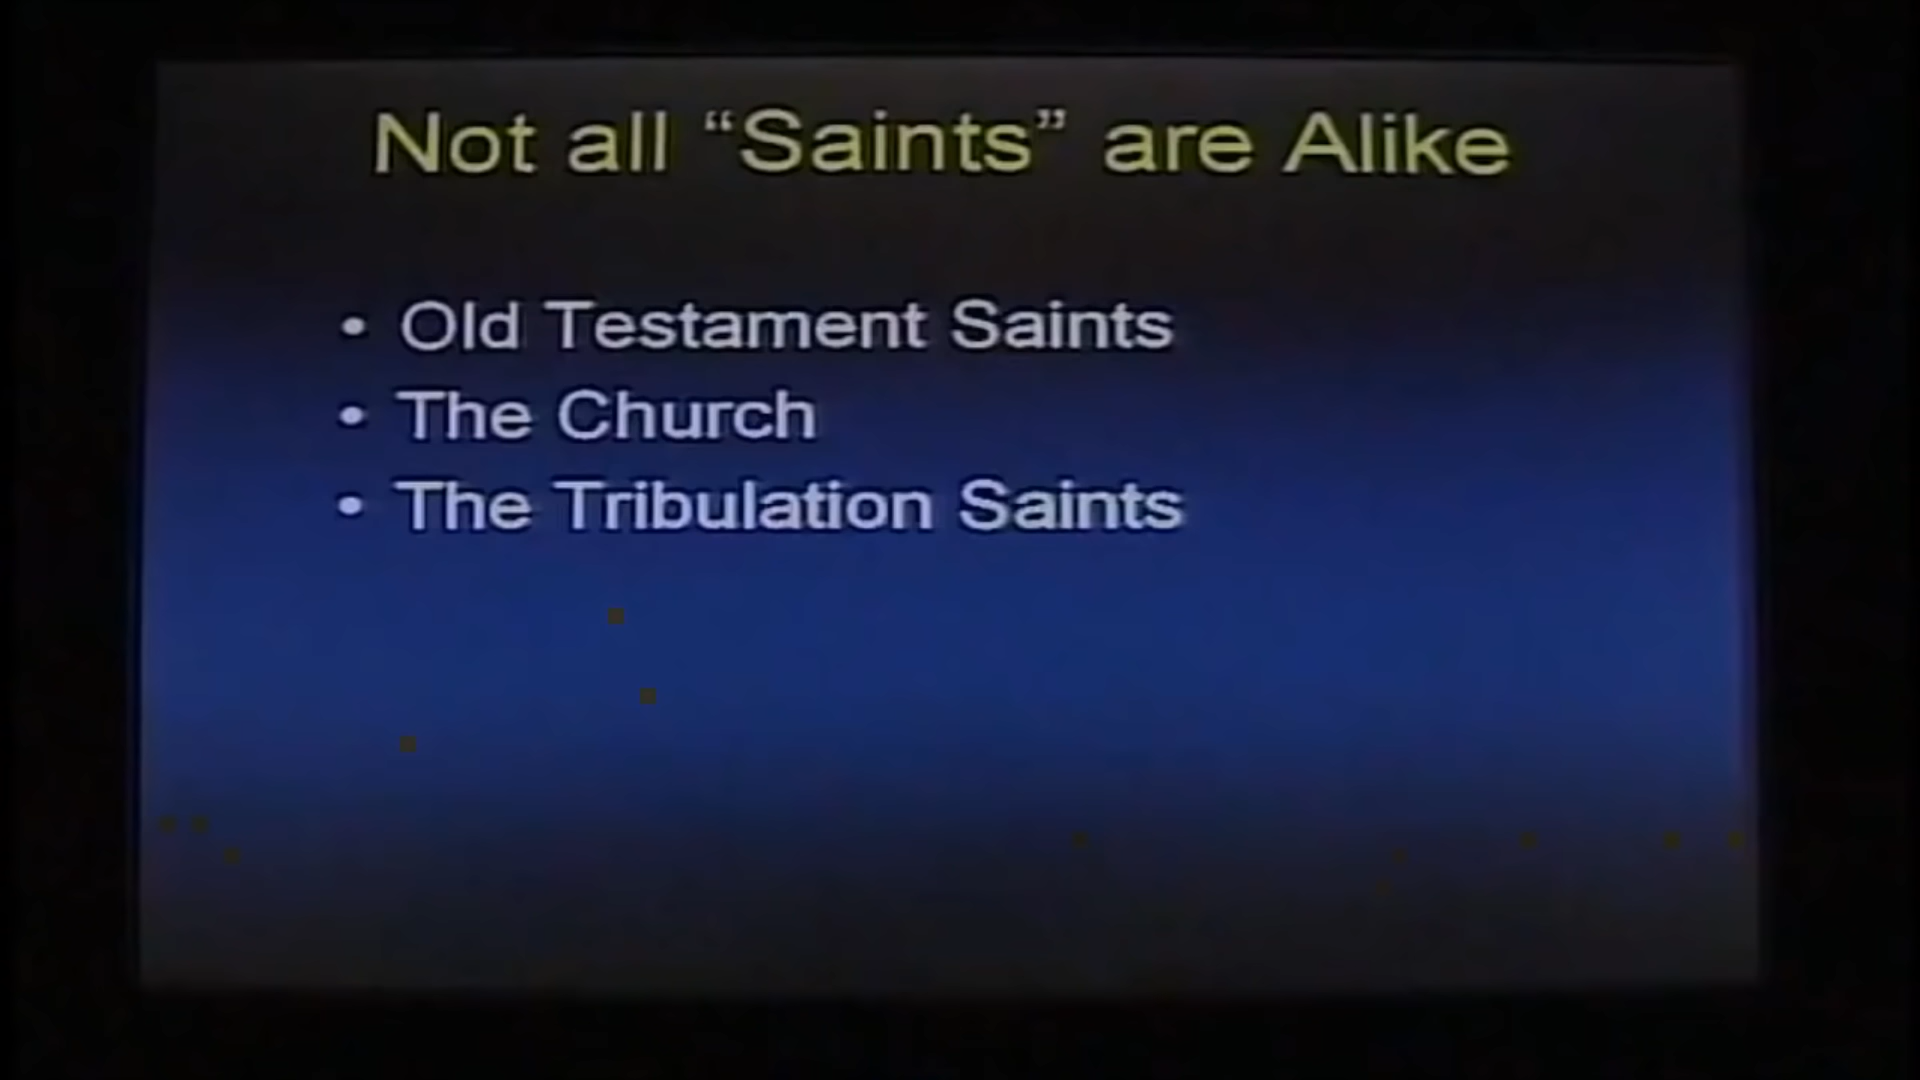 Not all “Saints” are Alike
• Old Testament Saints
• The Church
• The Tribulation Saints